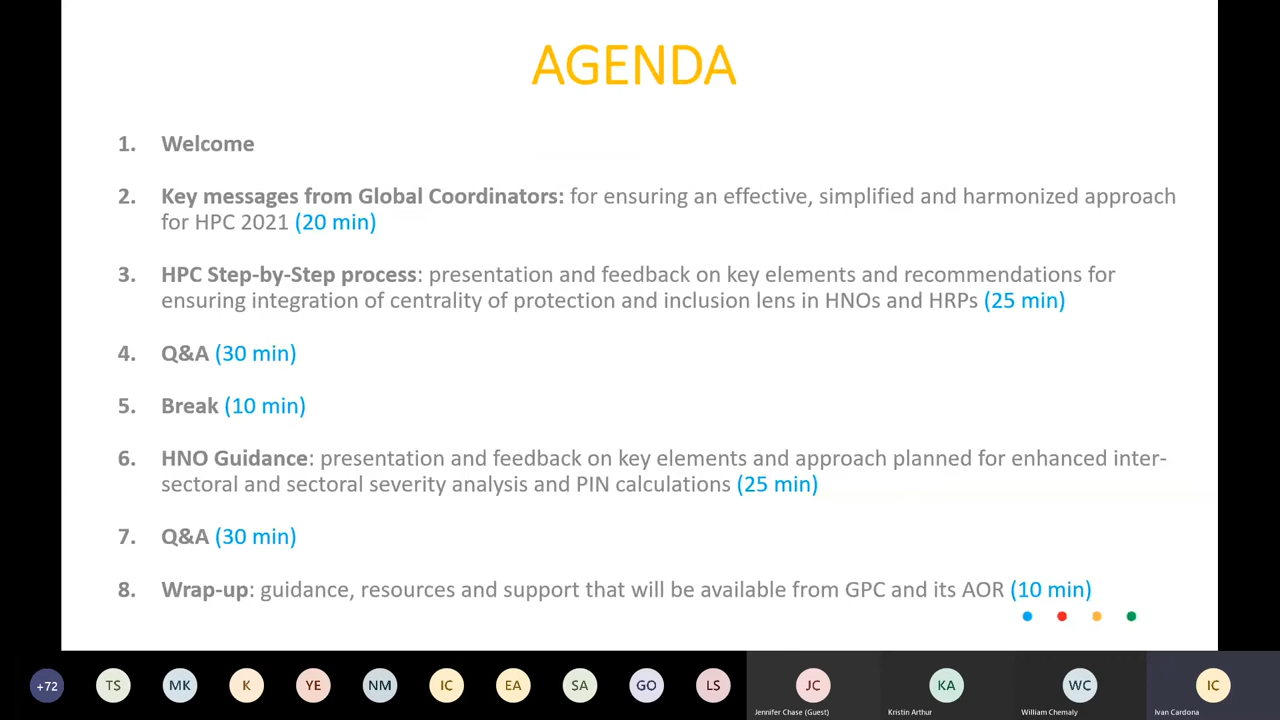 AGENDA
1. Welcome
2. Key messages from Global Coordinators: for ensuring an effective, simplified and harmonized approach
for HPC 2021 (20 min)
3. HPC Step-by-Step process: presentation and feedback on key elements and recommendations for
ensuring integration of centrality of protection and inclusion lens in HNOs and HRPs (25 min)
4. Q&A (30 min)
5. Break (10 min)
6. HNO Guidance: presentation and feedback on key elements and approach planned for enhanced inter-
sectoral and sectoral severity analysis and PIN calculations (25 min)
7. Q&A (30 min)
8. Wrap-up: guidance, resources and support that will be available from GPC and its AOR (10 min)
+72 TS MK K YE NM IC EA SA GO LS JC KA WC IC
Jennifer Chase (Guest) Kristin Arthur William Chemaly Ivan Cardona